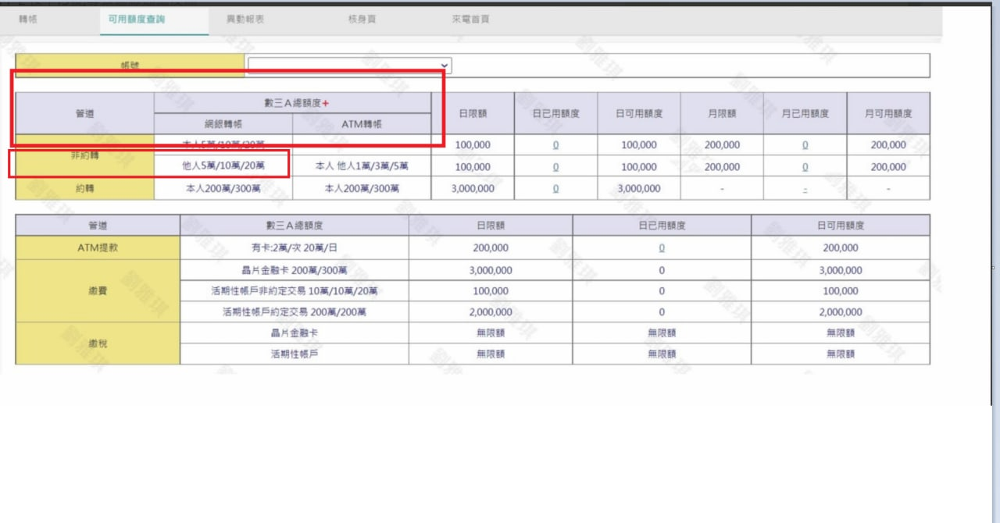 轉帳 可用額度查詢 異動報表 核身頁 來電首頁
帳號
管道 數三A總額度+ 日限額 日已用額度 日可用額度 月限額 月已用額度 月可用額度
網銀轉帳 ATM轉帳
非約轉 本人5萬/10萬/20萬 100,000 0 100,000 200,000 0 200,000
他人5萬/10萬/20萬 本人 他人1萬/3萬/5萬 100,000 0 100,000 200,000 0 200,000
約轉 本人200萬/300萬 本人200萬/300萬 3,000,000 0 3,000,000 - - -
管道 數三A總額度 日限額 日已用額度 日可用額度
ATM提款 有卡:2萬/次 20萬/日 200,000 0 200,000
繳費 晶片金融卡 200萬/300萬 3,000,000 0 3,000,000
活期性帳戶非約定交易 10萬/10萬/20萬 100,000 0 100,000
活期性帳戶約定交易 200萬/200萬 2,000,000 0 2,000,000
繳稅 晶片金融卡 無限額 無限額 無限額
活期性帳戶 無限額 無限額 無限額
劉雅琪